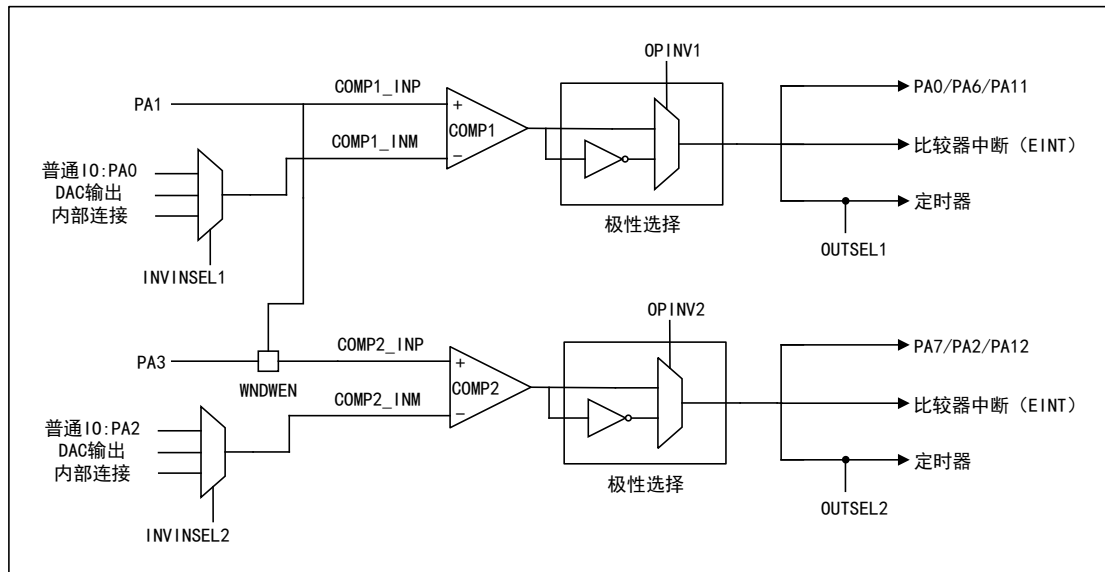 OPINV1
PA1
COMP1_INP
+
COMP1
COMP1_INM
−
普通IO:PA0
DAC输出
内部连接
INVINSEL1
极性选择
PA0/PA6/PA11
比较器中断（EINT）
定时器
OUTSEL1
OPINV2
PA3
WNDWEN
COMP2_INP
+
COMP2
COMP2_INM
−
普通IO:PA2
DAC输出
内部连接
INVINSEL2
极性选择
PA7/PA2/PA12
比较器中断（EINT）
定时器
OUTSEL2